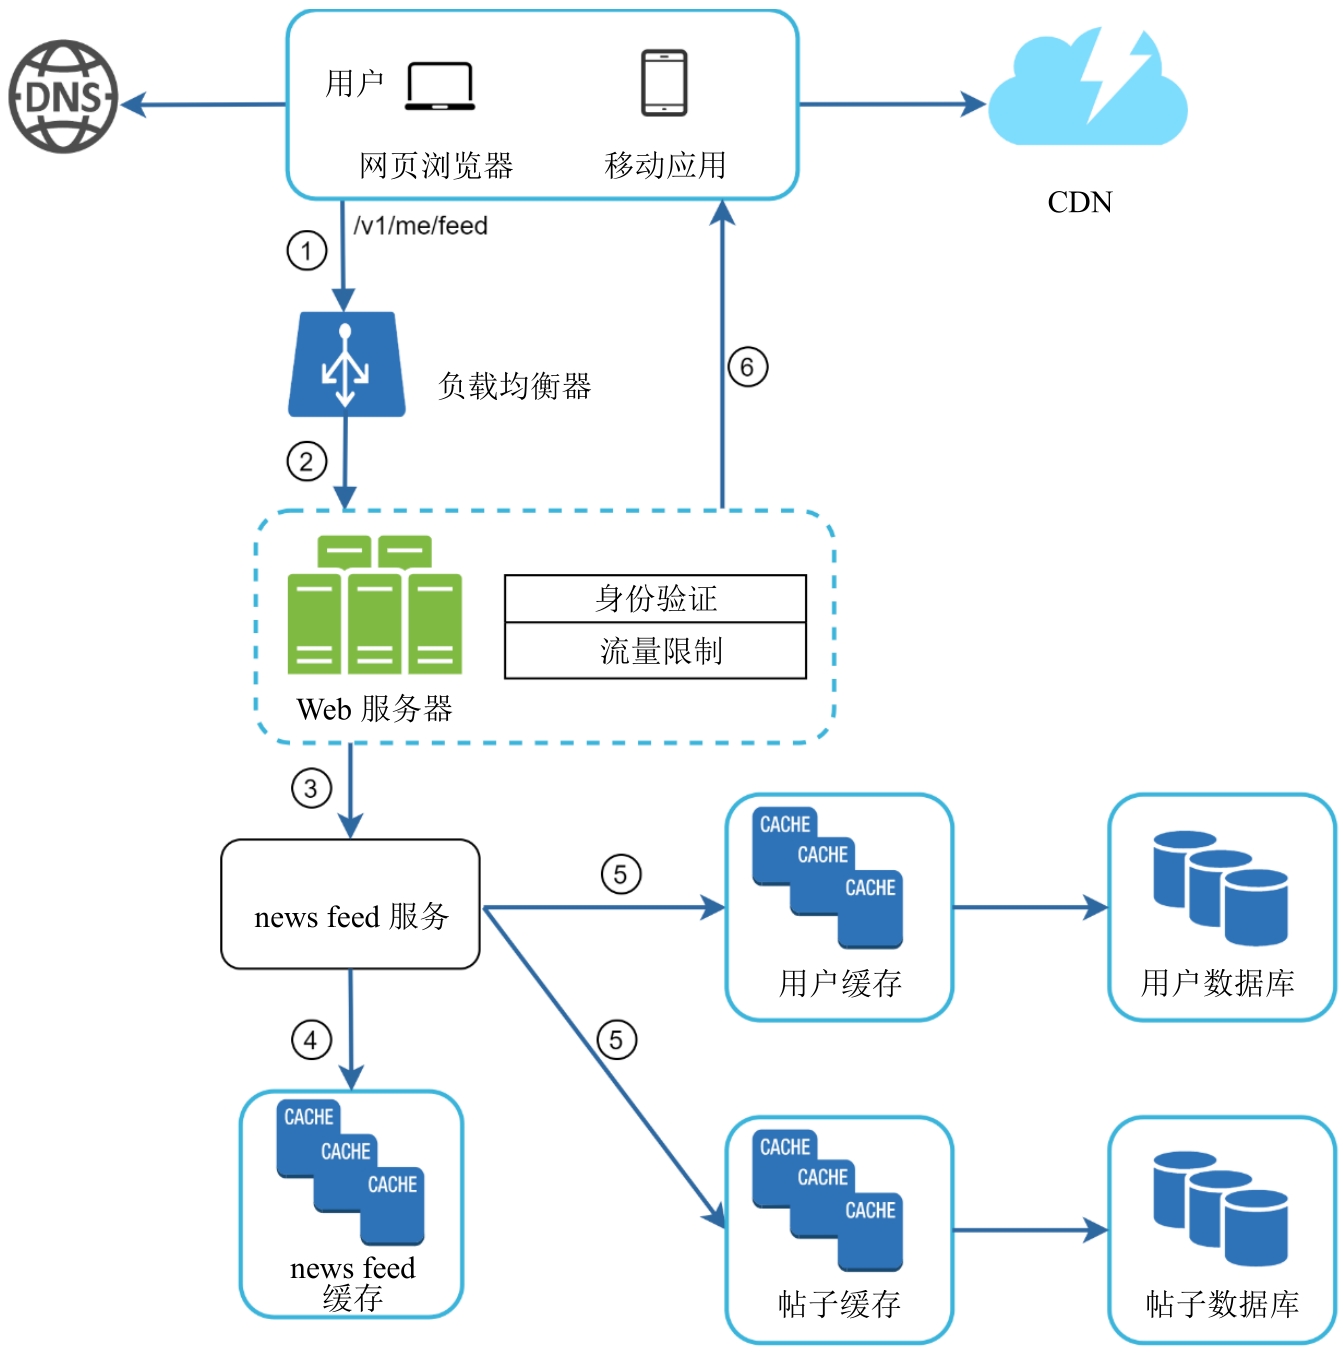 DNS
用户
网页浏览器
移动应用
CDN
/v1/me/feed
1
负载均衡器
6
2
身份验证
流量限制
Web 服务器
3
CACHE
CACHE
CACHE
用户缓存
用户数据库
5
news feed 服务
4
5
CACHE
CACHE
CACHE
news feed
缓存
CACHE
CACHE
CACHE
帖子缓存
帖子数据库